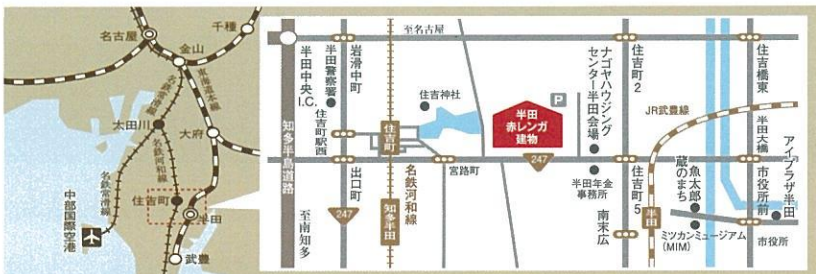 名古屋
千種
金山
名鉄常滑線
東海道本線
太田川
大府
名鉄河和線
名鉄常滑線
住吉町
半田
中部国際空港
武豊
至名古屋
半田中央I.C.
半田警察署
岩滑中町
住吉町駅西
住吉神社
半田
赤レンガ
建物
P
ナゴヤハウジング
センター半田会場
住吉町2
住吉橋東
JR武豊線
知多半島道路
住吉町
出口町
名鉄河和線
宮路町
247
半田年金
事務所
住吉町5
半田
魚太郎
蔵のまち
半田大橋
市役所前
アイプラザ半田
至南知多
247
知多半田
南末広
ミツカンミュージアム
(MIM)
市役所